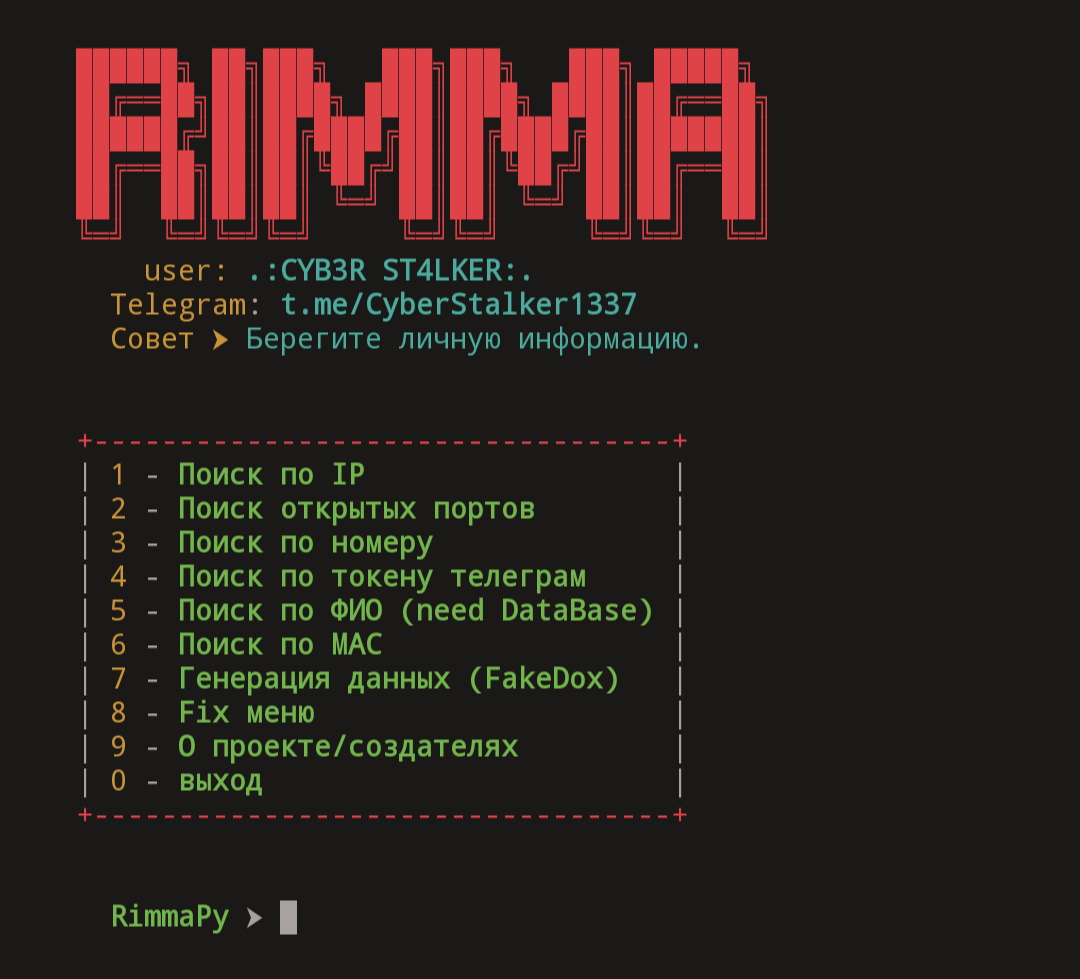 RIMMA
user: .:CYB3R ST4LKER:.
Telegram: t.me/CyberStalker1337
Совет ➤ Берегите личную информацию.
+----------------------------------+
| 1 - Поиск по IP |
| 2 - Поиск открытых портов |
| 3 - Поиск по номеру |
| 4 - Поиск по токену телеграм |
| 5 - Поиск по ФИО (need DataBase) |
| 6 - Поиск по MAC |
| 7 - Генерация данных (FakeDox) |
| 8 - Fix меню |
| 9 - О проекте/создателях |
| 0 - выход |
+----------------------------------+
RimmaPy ➤